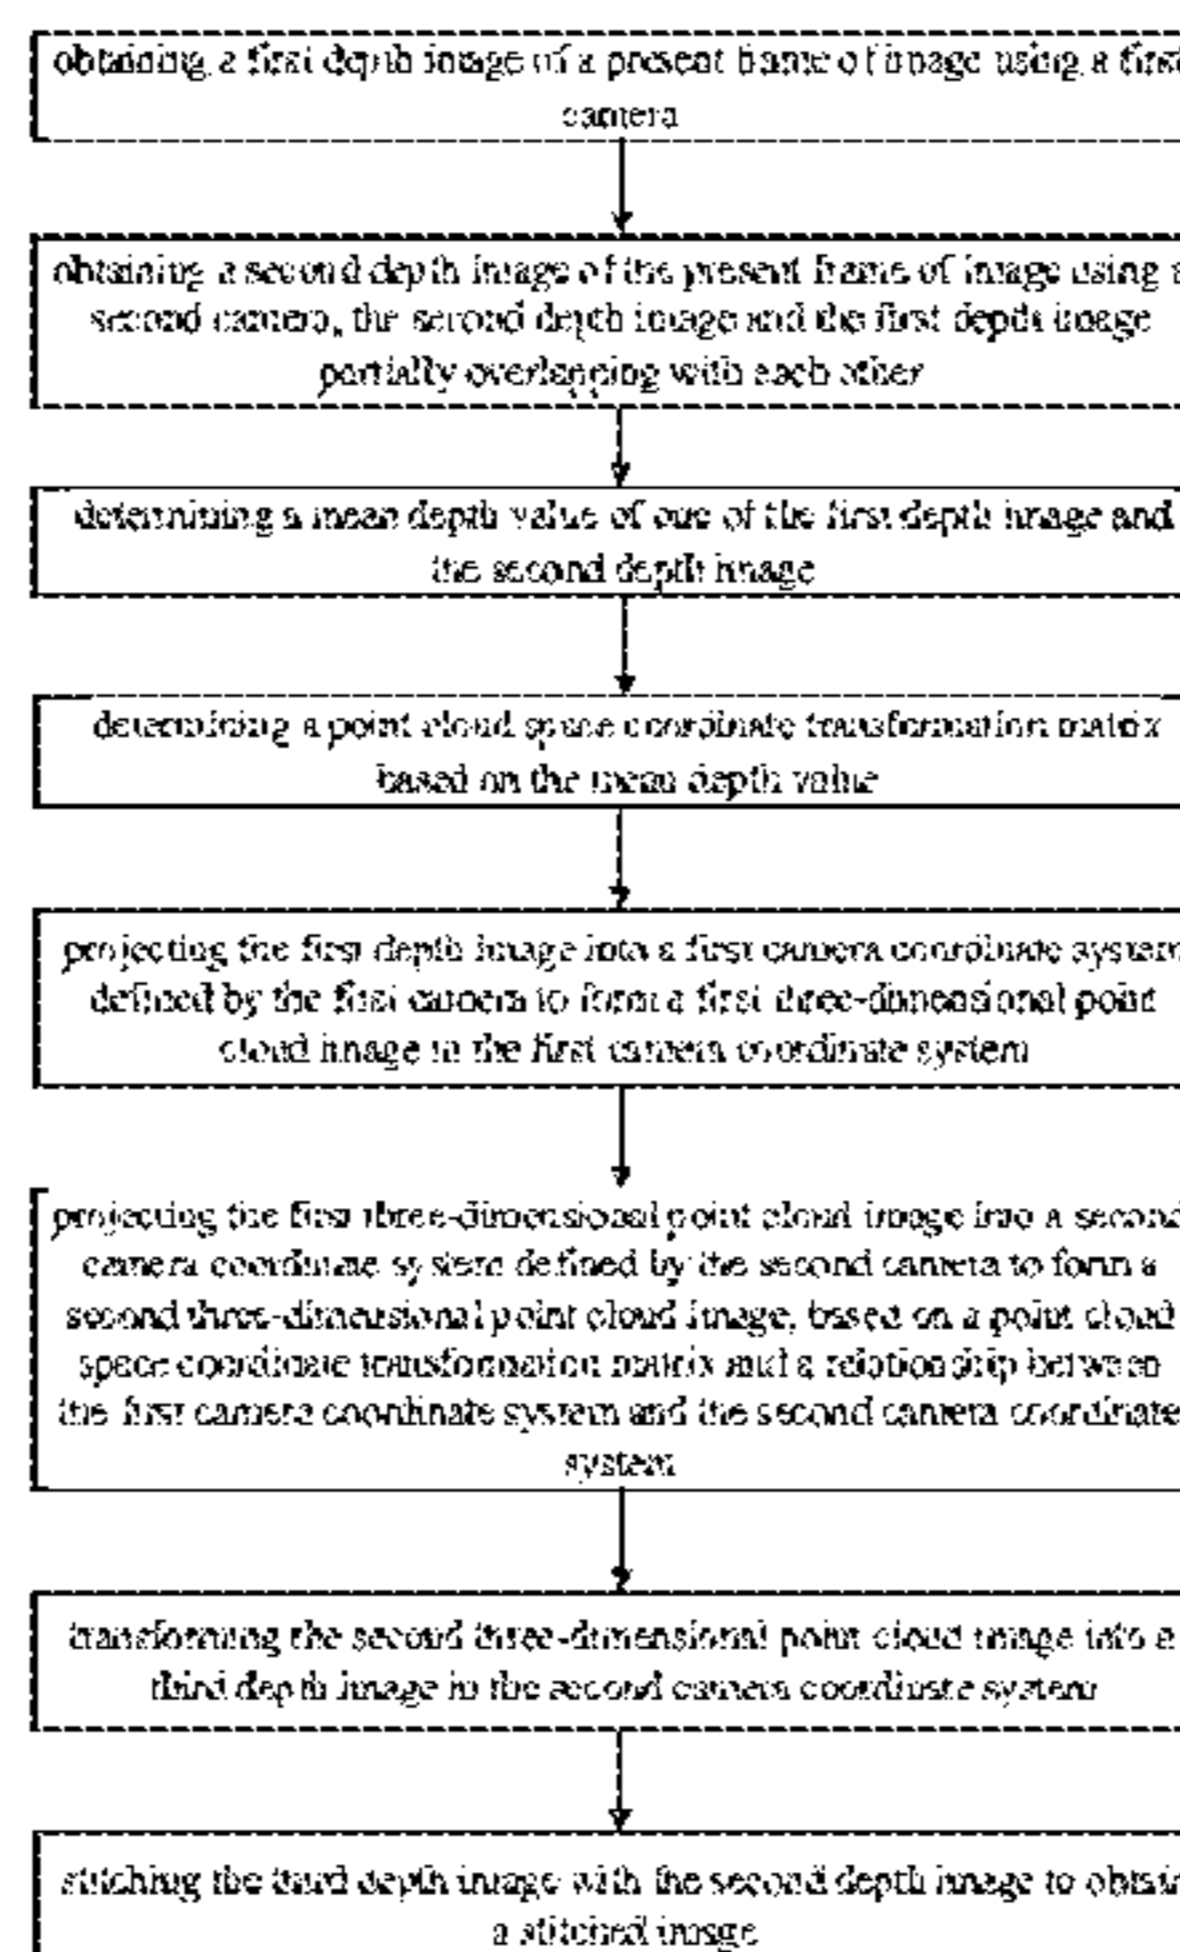 obtaining a first depth image of a present frame of image using a first
camera
obtaining a second depth image of the present frame of image using a
second camera, the second depth image and the first depth image
partially overlapping with each other
determining a mean depth value of one of the first depth image and
the second depth image
determining a point cloud space coordinate transformation matrix
based on the mean depth value
projecting the first depth image into a first camera coordinate system
defined by the first camera to form a first three-dimensional point
cloud image in the first camera coordinate system
projecting the first three-dimensional point cloud image into a second
camera coordinate system defined by the second camera to form a
second three-dimensional point cloud image, based on a point cloud
space coordinate transformation matrix and a relationship between
the first camera coordinate system and the second camera coordinate
system
transforming the second three-dimensional point cloud image into a
third depth image in the second camera coordinate system
stitching the third depth image with the second depth image to obtain
a stitched image